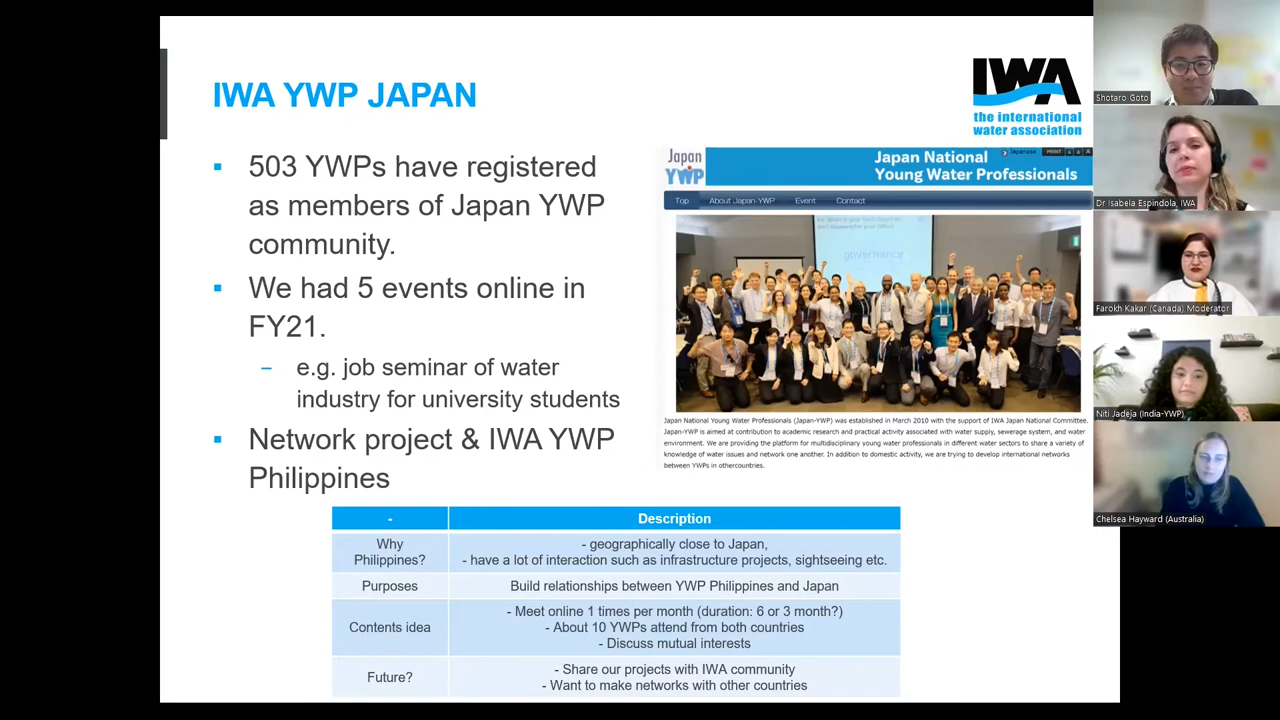 IWA YWP JAPAN
IWA
the international
water association
▪ 503 YWPs have registered
as members of Japan YWP
community.
▪ We had 5 events online in
FY21.
– e.g. job seminar of water
industry for university students
▪ Network project & IWA YWP
Philippines
Japan
YWP
Japan National
Young Water Professionals
Japanese
PRINT
A A A
Top About Japan-YWP Event Contact
governance
Japan National Young Water Professionals (Japan-YWP) was established in March 2010 with the support of IWA Japan National Committee.
Japan-YWP is aimed at contribution to academic research and practical activity associated with water supply, sewerage system, and water
environment. We are providing the platform for multidisciplinary young water professionals in different water sectors to share a variety of
knowledge of water issues and network one another. In addition to domestic activity, we are trying to develop international networks
between YWPs in othercountries.
- Description
Why
Philippines?
- geographically close to Japan,
- have a lot of interaction such as infrastructure projects, sightseeing etc.
Purposes Build relationships between YWP Philippines and Japan
Contents idea
- Meet online 1 times per month (duration: 6 or 3 month?)
- About 10 YWPs attend from both countries
- Discuss mutual interests
Future?
- Share our projects with IWA community
- Want to make networks with other countries
Shotaro Goto
Dr Isabela Espindola, IWA
Farokh Kakar (Canada) Moderator
Niti Jadeja (India-YWP)
Chelsea Hayward (Australia)